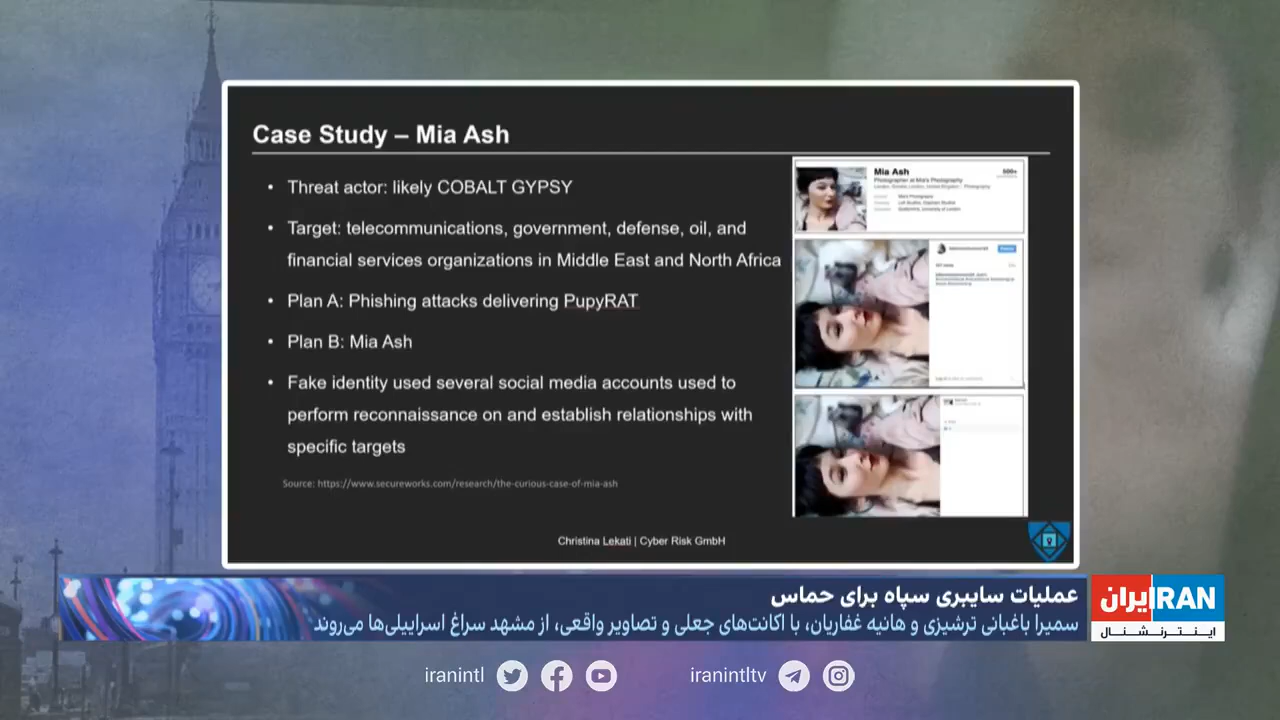 Case Study – Mia Ash
• Threat actor: likely COBALT GYPSY
• Target: telecommunications, government, defense, oil, and
financial services organizations in Middle East and North Africa
• Plan A: Phishing attacks delivering PupyRAT
• Plan B: Mia Ash
• Fake identity used several social media accounts used to
perform reconnaissance on and establish relationships with
specific targets
Source: https://www.secureworks.com/research/the-curious-case-of-mia-ash
Christina Lekati | Cyber Risk GmbH
Mia Ash
500+
Photographer at Mia's Photography
عملیات سایبری سپاه برای حماس
سمیرا باغبانی ترشیزی و هانیه غفاریان، با اکانت‌های جعلی و تصاویر واقعی، از مشهد سراغ اسراییلی‌ها می‌روند
ایران IRAN
اینترنشنال
iranintl
iranintltv